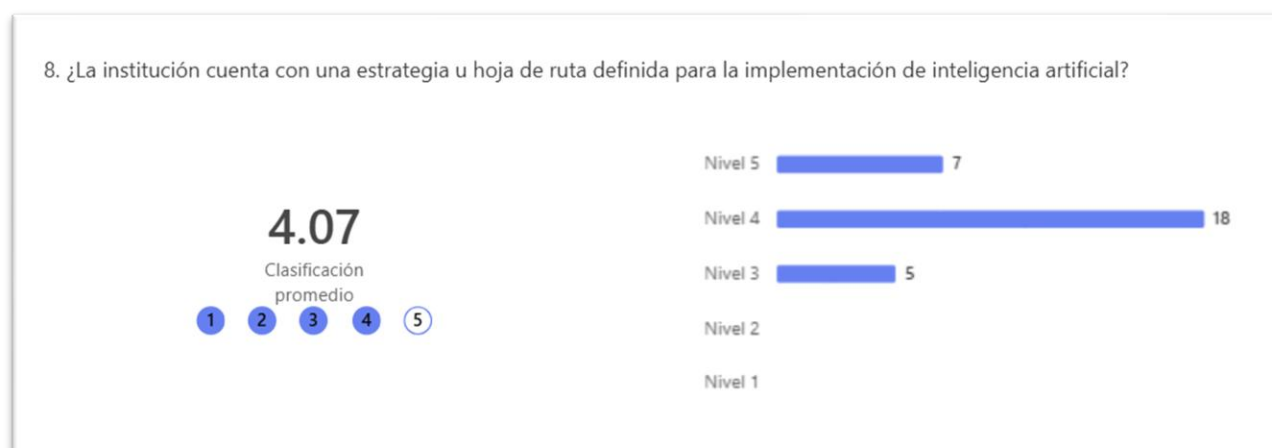 8. ¿La institución cuenta con una estrategia u hoja de ruta definida para la implementación de inteligencia artificial?
4.07
Clasificación
promedio
1 2 3 4 5
Nivel 5 7
Nivel 4 18
Nivel 3 5
Nivel 2
Nivel 1